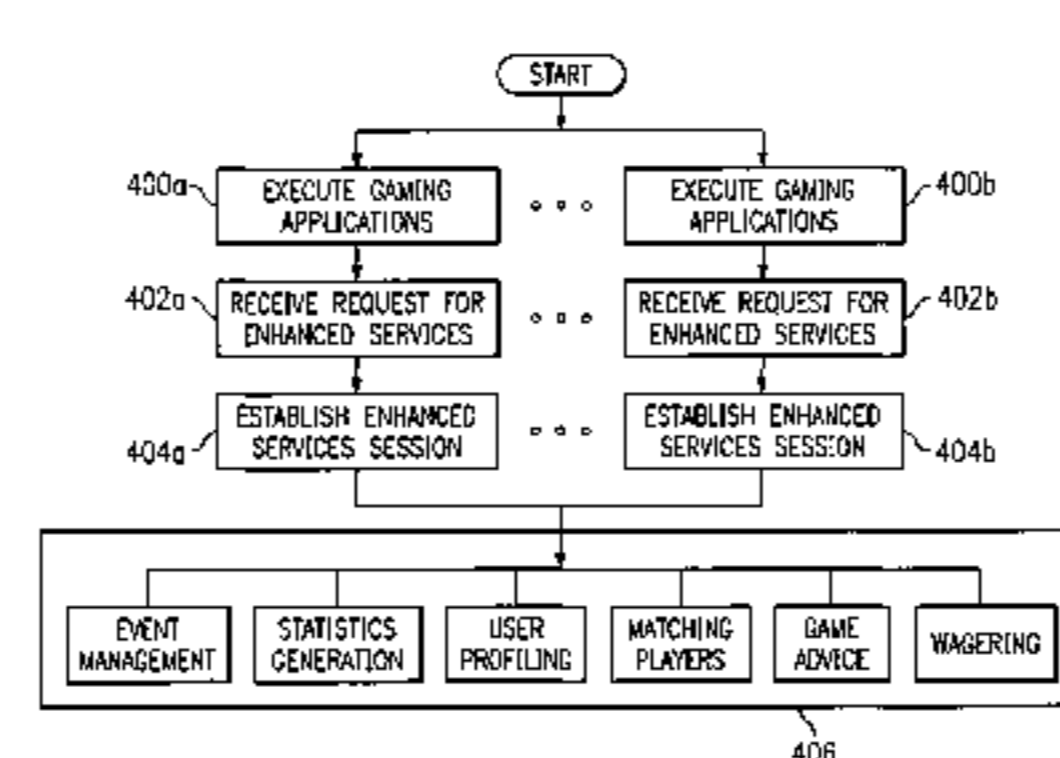 START
400a
EXECUTE GAMING
APPLICATIONS
EXECUTE GAMING
APPLICATIONS
400b
402a
RECEIVE REQUEST FOR
ENHANCED SERVICES
RECEIVE REQUEST FOR
ENHANCED SERVICES
402b
404a
ESTABLISH ENHANCED
SERVICES SESSION
ESTABLISH ENHANCED
SERVICES SESSION
404b
EVENT
MANAGEMENT
STATISTICS
GENERATION
USER
PROFILING
MATCHING
PLAYERS
GAME
ADVICE
WAGERING
406